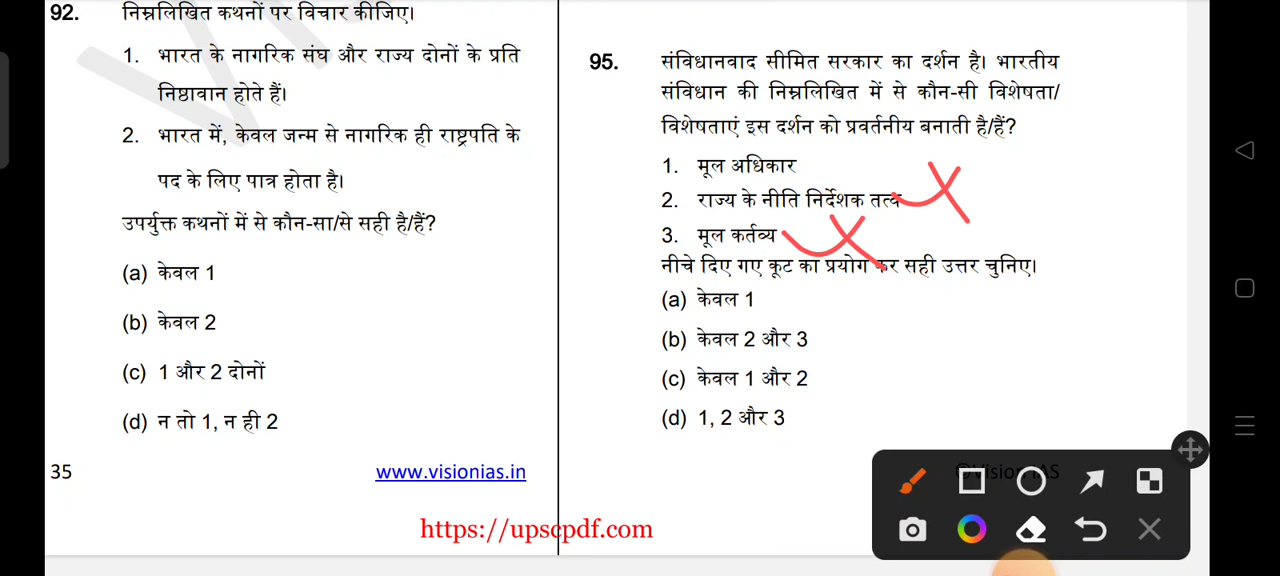 92. निम्नलिखित कथनों पर विचार कीजिए।
1. भारत के नागरिक संघ और राज्य दोनों के प्रति
निष्ठावान होते हैं।
2. भारत में, केवल जन्म से नागरिक ही राष्ट्रपति के
पद के लिए पात्र होता है।
उपर्युक्त कथनों में से कौन-सा/से सही है/हैं?
(a) केवल 1
(b) केवल 2
(c) 1 और 2 दोनों
(d) न तो 1, न ही 2
95. संविधानवाद सीमित सरकार का दर्शन है। भारतीय
संविधान की निम्नलिखित में से कौन-सी विशेषता/
विशेषताएं इस दर्शन को प्रवर्तनीय बनाती है/हैं?
1. मूल अधिकार
2. राज्य के नीति निर्देशक तत्व
3. मूल कर्तव्य
नीचे दिए गए कूट का प्रयोग कर सही उत्तर चुनिए।
(a) केवल 1
(b) केवल 2 और 3
(c) केवल 1 और 2
(d) 1, 2 और 3
35
www.visionias.in
©Vision IAS
https://upscpdf.com